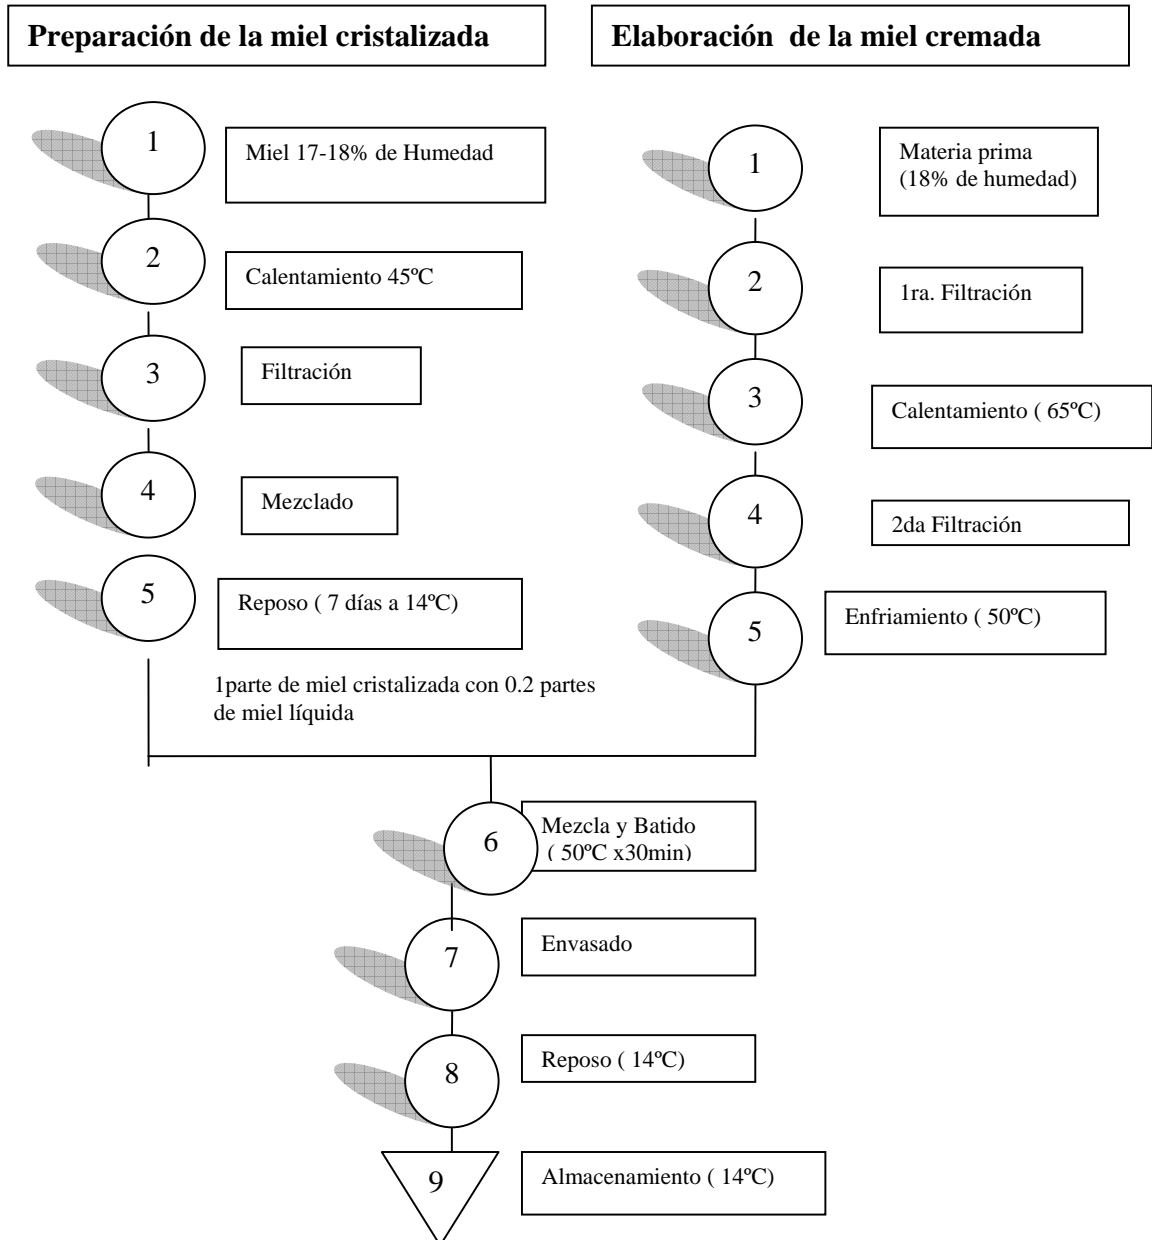 Preparación de la miel cristalizada
1
Miel 17-18% de Humedad
2
Calentamiento 45ºC
3
Filtración
4
Mezclado
5
Reposo ( 7 días a 14ºC)
1parte de miel cristalizada con 0.2 partes
de miel líquida
Elaboración  de la miel cremada
1
Materia prima
(18% de humedad)
2
1ra. Filtración
3
Calentamiento ( 65ºC)
4
2da Filtración
5
Enfriamiento ( 50ºC)
6
Mezcla y Batido
( 50ºC x30min)
7
Envasado
8
Reposo ( 14ºC)
9
Almacenamiento ( 14ºC)